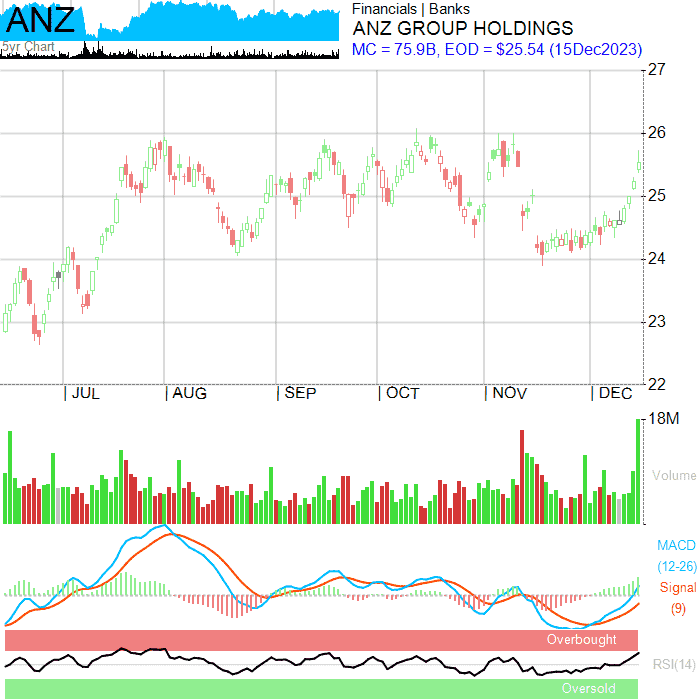 ANZ
5yr Chart
Financials | Banks
ANZ GROUP HOLDINGS
MC = 75.9B, EOD = $25.54 (15Dec2023)
27
26
25
24
23
22
JUL AUG SEP OCT NOV DEC
18M
Volume
MACD
(12-26)
Signal
(9)
Overbought
RSI(14)
Oversold